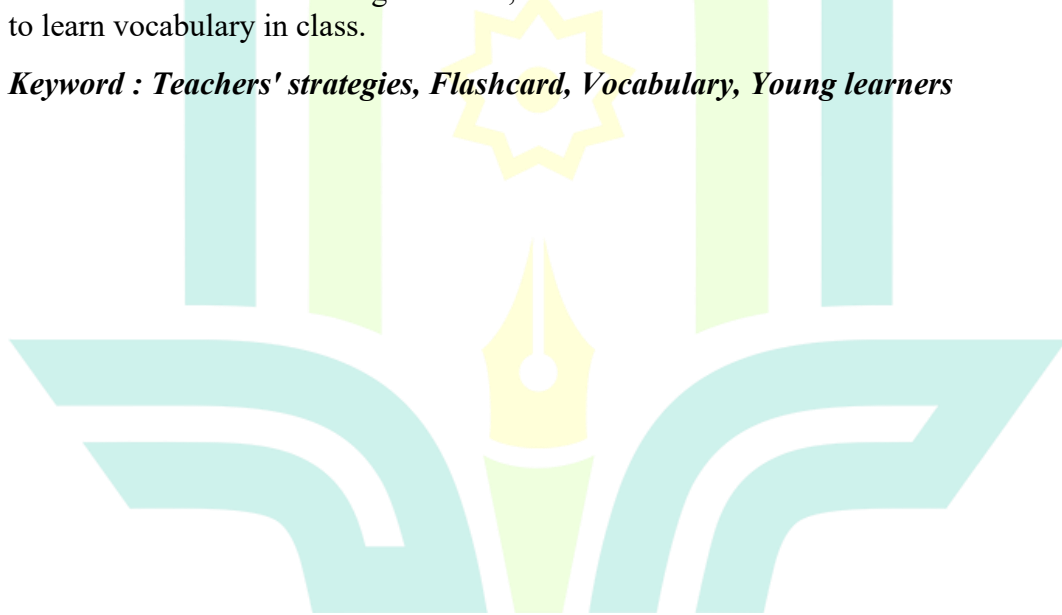 to learn vocabulary in class.
Keyword : Teachers' strategies, Flashcard, Vocabulary, Young learners